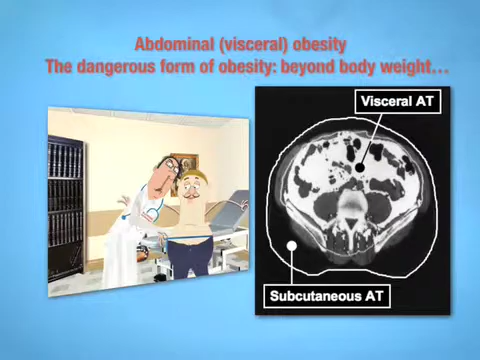 Abdominal (visceral) obesity
The dangerous form of obesity: beyond body weight…
Visceral AT
Subcutaneous AT